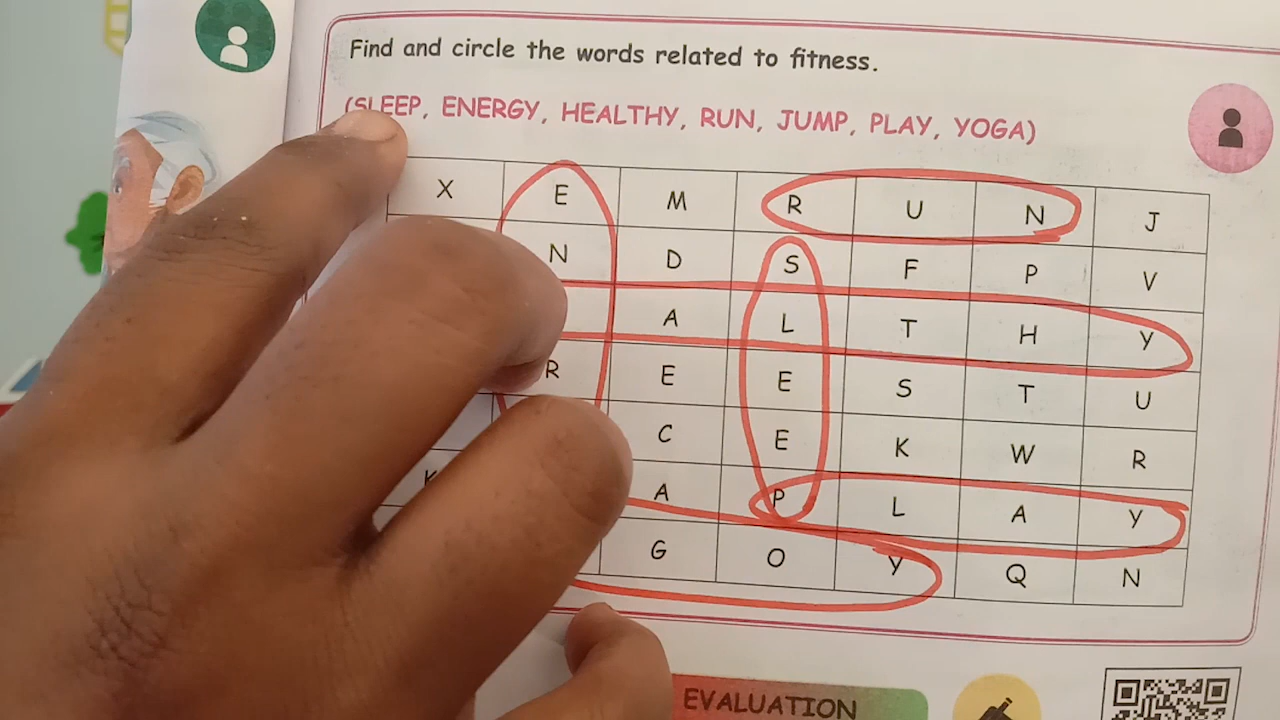 Find and circle the words related to fitness.
(SLEEP, ENERGY, HEALTHY, RUN, JUMP, PLAY, YOGA)
X E M R U N J
N D S F P V
A L T H Y
R E E S T U
C E K W R
K A P L A Y
G O Y Q N
EVALUATION